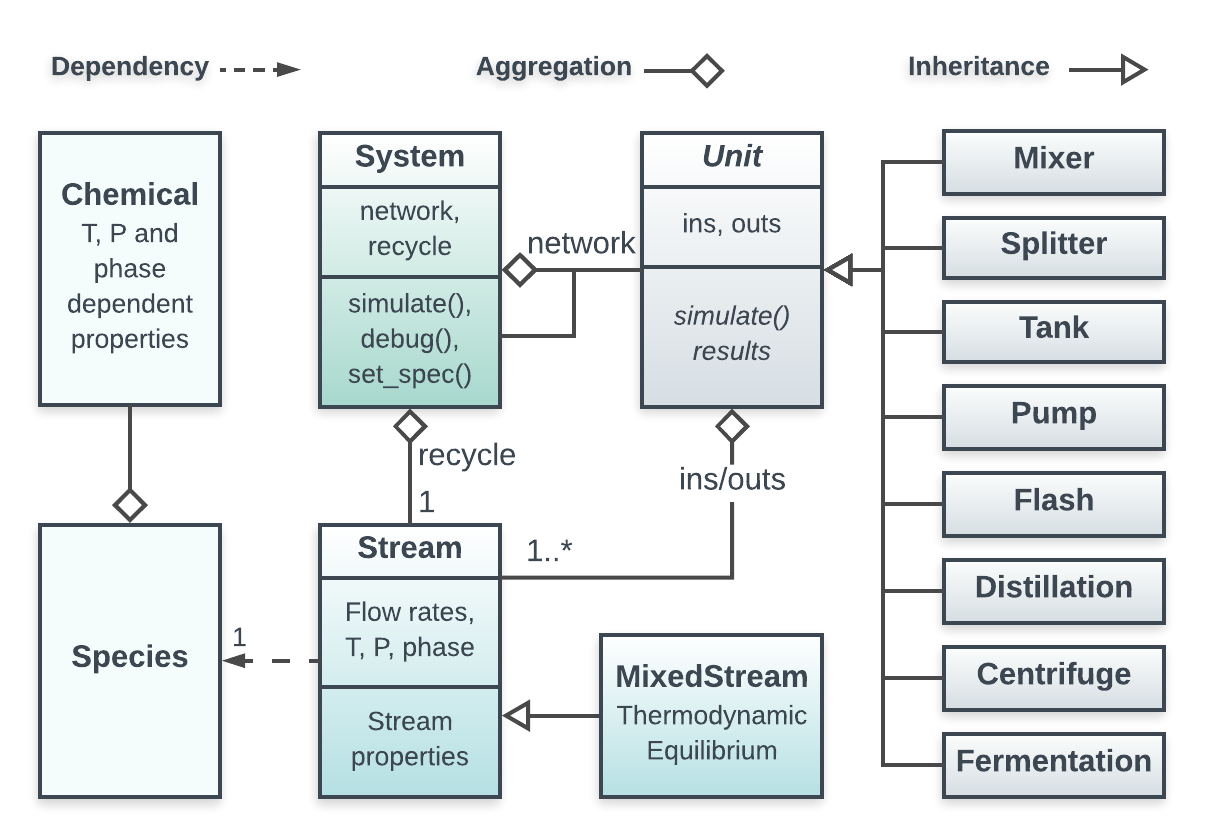 Dependency
Aggregation
Inheritance
Chemical
T, P and
phase
dependent
properties
System
network,
recycle
simulate(),
debug(),
set_spec()
network
Unit
ins, outs
simulate()
results
Mixer
Splitter
Tank
Pump
Flash
Distillation
Centrifuge
Fermentation
recycle
1
ins/outs
1..*
Species
1
Stream
Flow rates,
T, P, phase
Stream
properties
MixedStream
Thermodynamic
Equilibrium